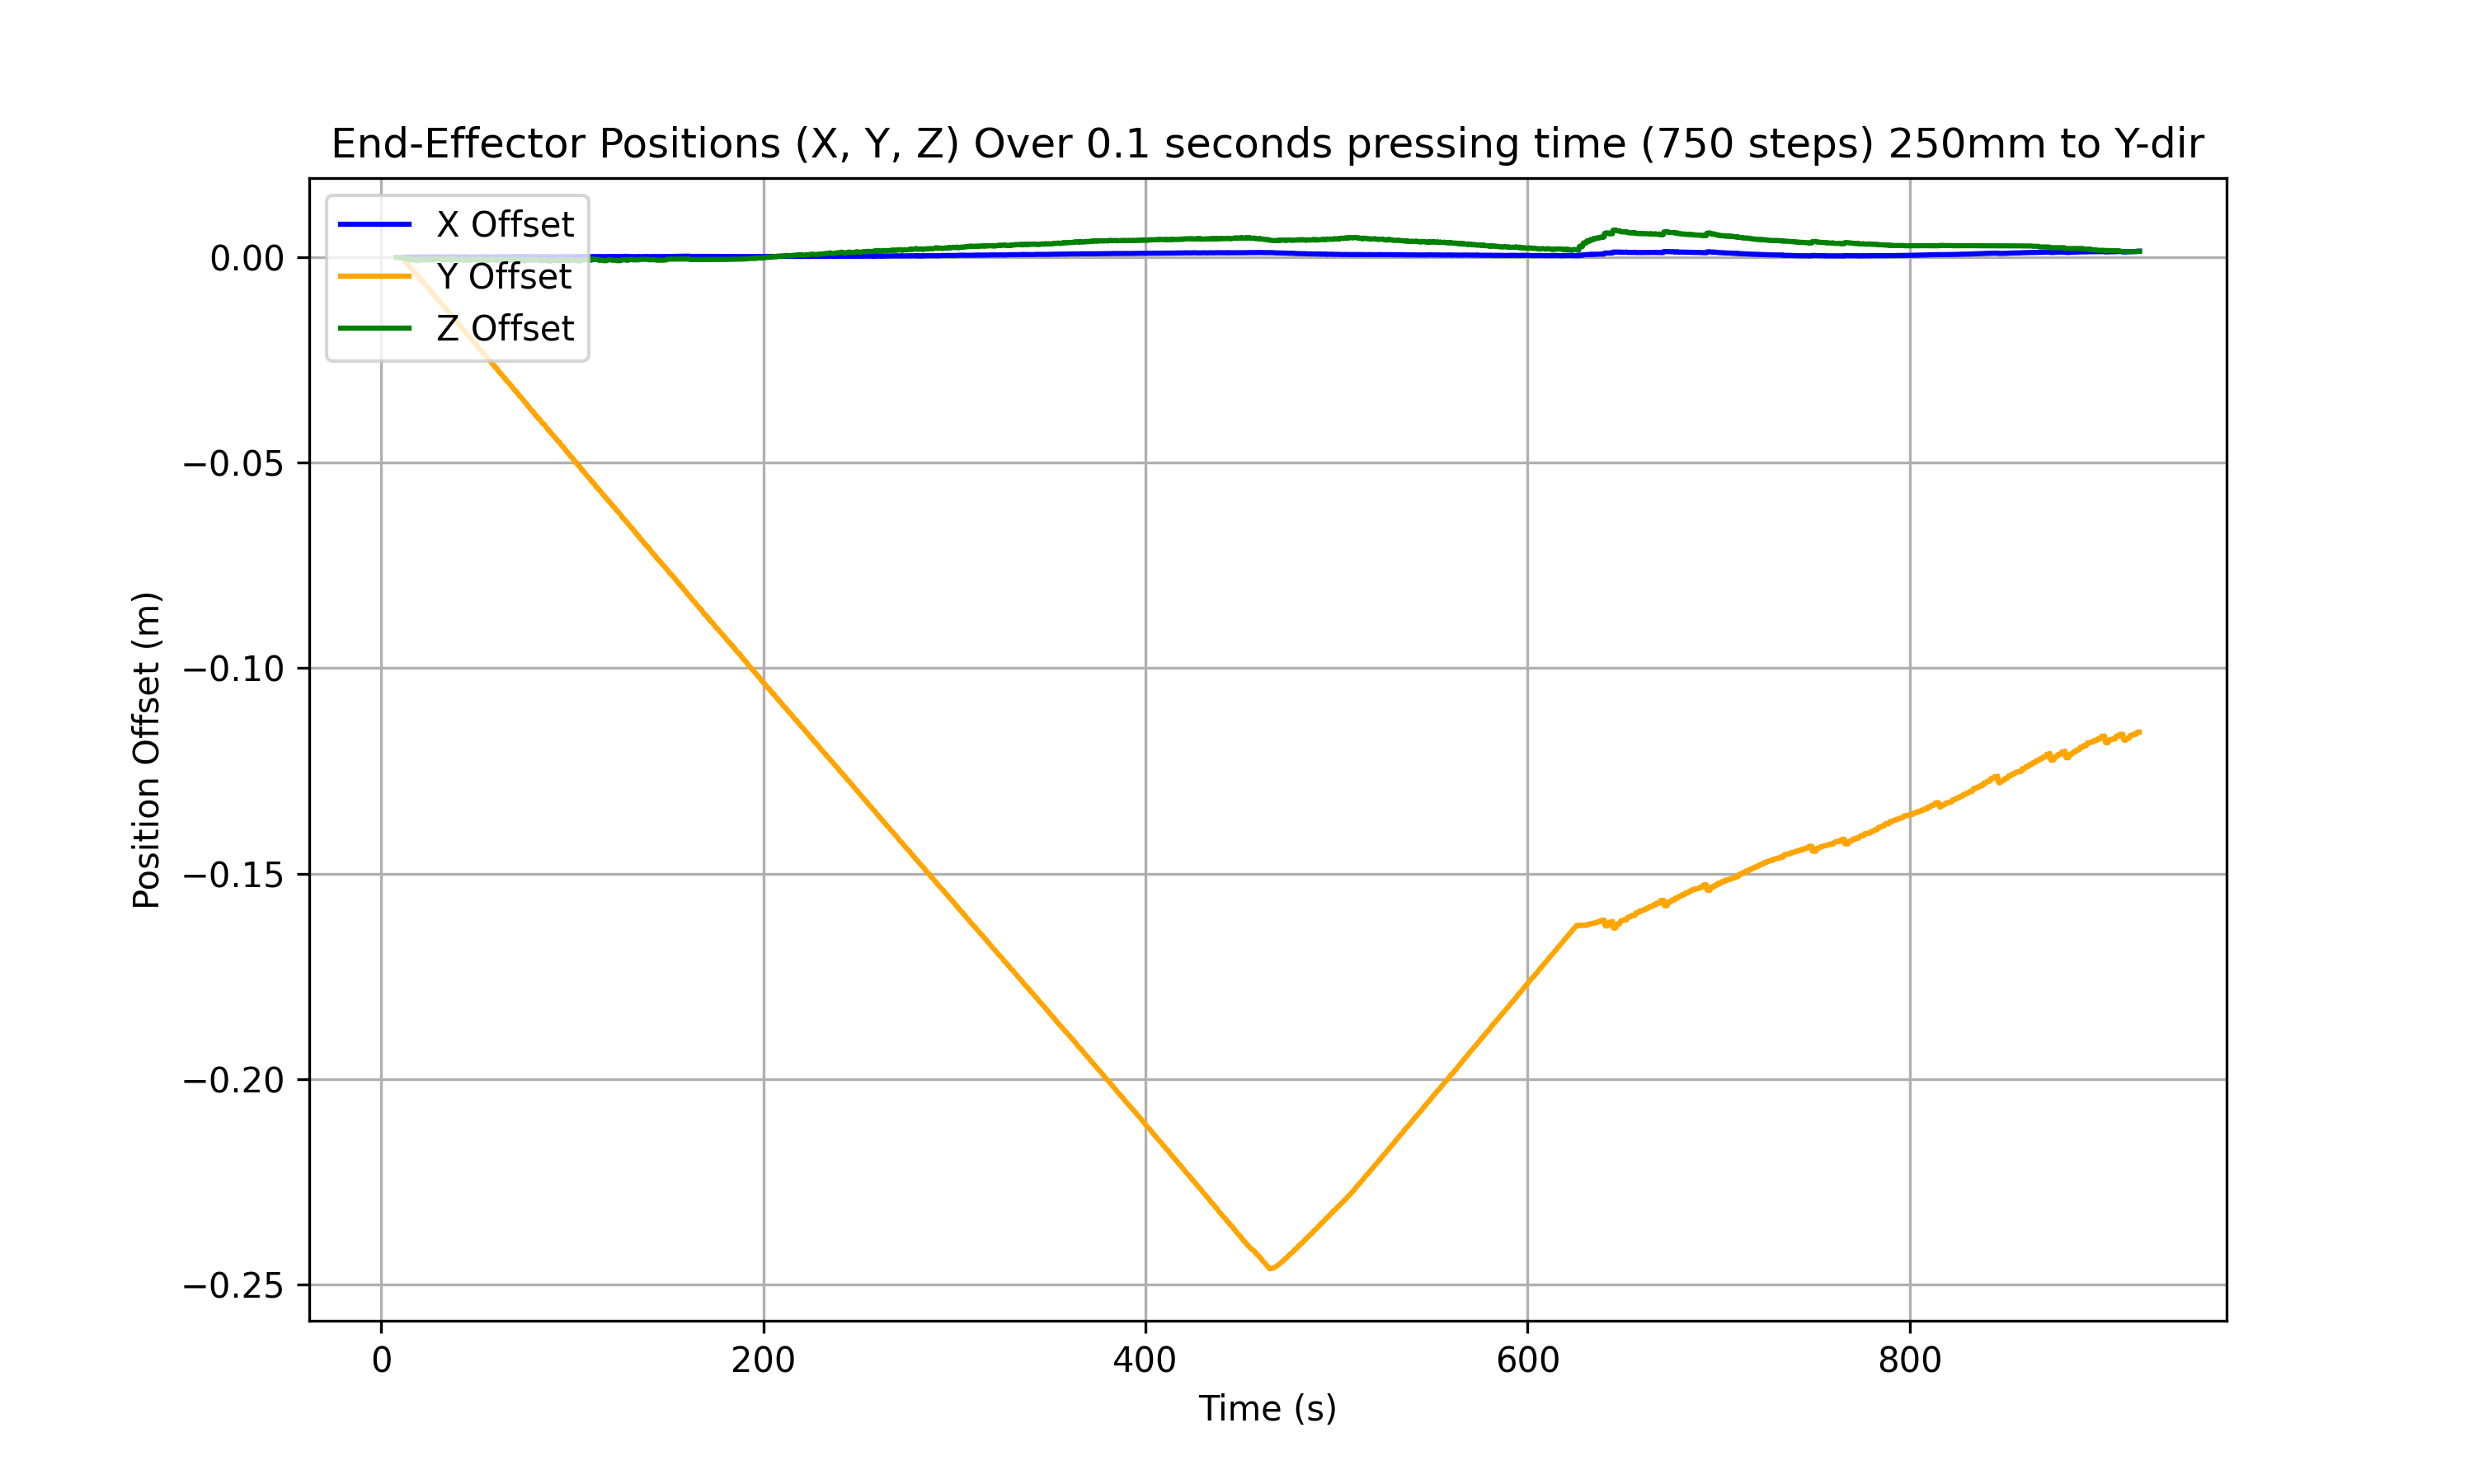 End-Effector Positions (X, Y, Z) Over 0.1 seconds pressing time (750 steps) 250mm to Y-dir
X Offset
Y Offset
Z Offset
0.00
−0.05
−0.10
−0.15
−0.20
−0.25
Position Offset (m)
0 200 400 600 800
Time (s)